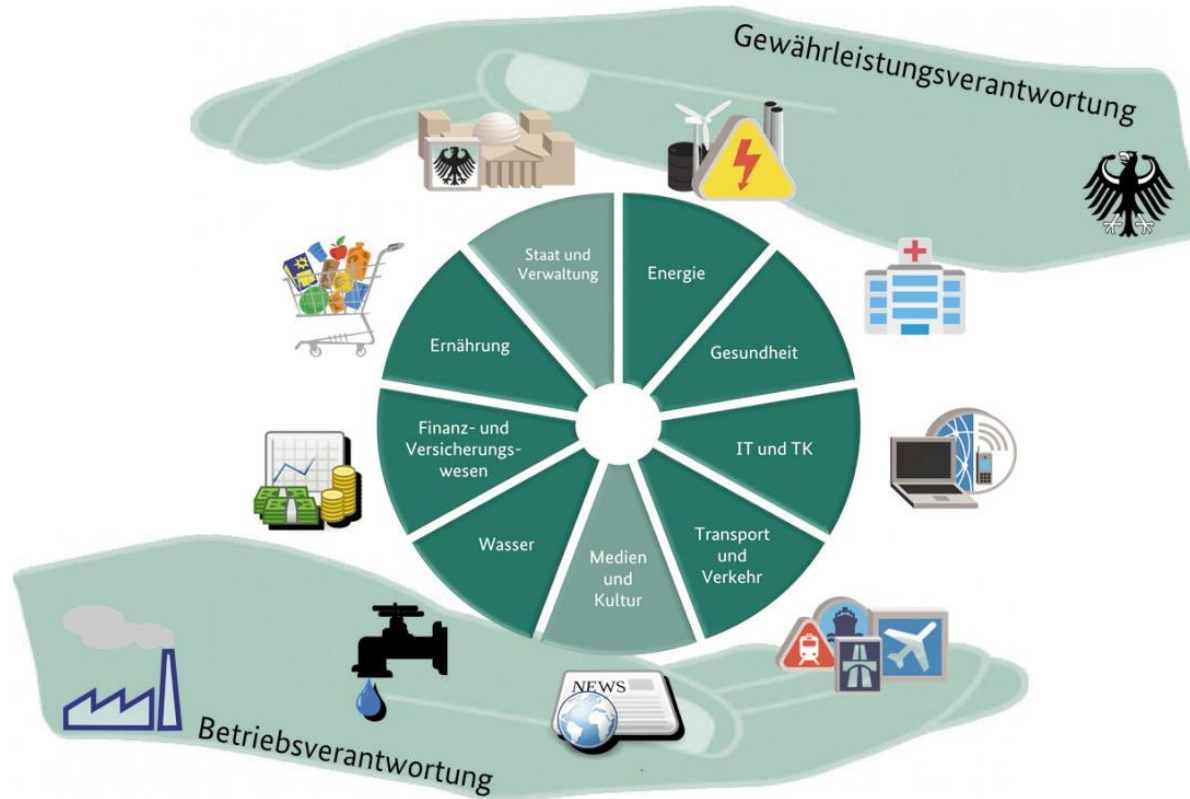 Gewährleistungsverantwortung
Staat und
Verwaltung
Energie
Gesundheit
IT und TK
Transport
und
Verkehr
Medien
und
Kultur
Wasser
Finanz- und
Versicherungs-
wesen
Ernährung
NEWS
Betriebsverantwortung